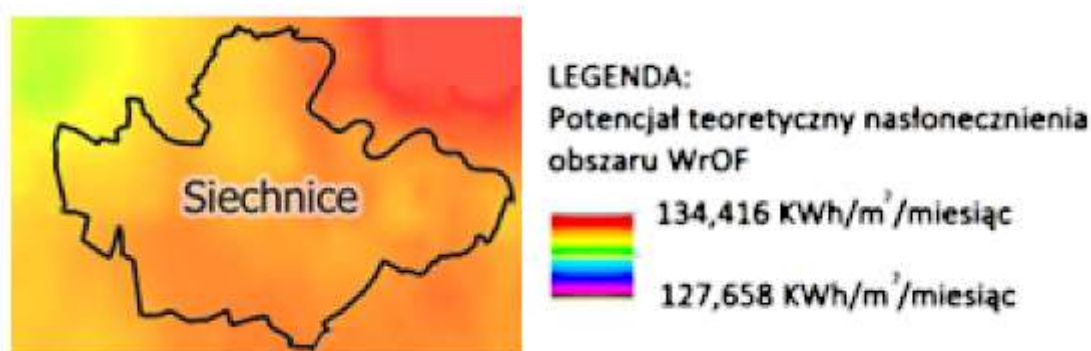 Siechnice
LEGENDA:
Potencjał teoretyczny nasłonecznienia
obszaru WrOF
134,416 KWh/m²/miesiąc
127,658 KWh/m²/miesiąc